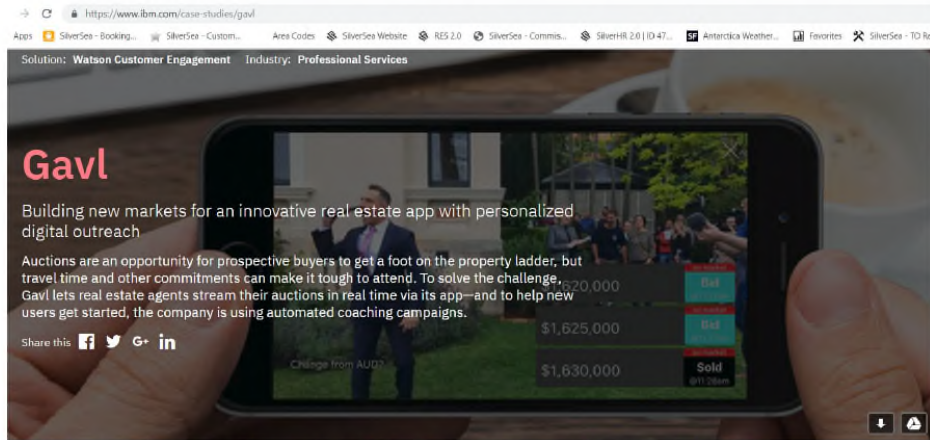 https://www.ibm.com/case-studies/gavl
Apps SilverSea - Booking... SilverSea - Custom... Area Codes SilverSea Website RES 2.0 SilverSea - Commis... SilverHR 2.0 | ID 47... SF Antarctica Weather... Favorites SilverSea - TO Re
Solution: Watson Customer Engagement Industry: Professional Services
Gavl
Building new markets for an innovative real estate app with personalized
digital outreach
Auctions are an opportunity for prospective buyers to get a foot on the property ladder, but
travel time and other commitments can make it tough to attend. To solve the challenge,
Gavl lets real estate agents stream their auctions in real time via its app—and to help new
users get started, the company is using automated coaching campaigns.
Share this G+ in
$1,620,000 Bid
$1,625,000 Bid
Change from AUD?
$1,630,000 Sold
@11:26am